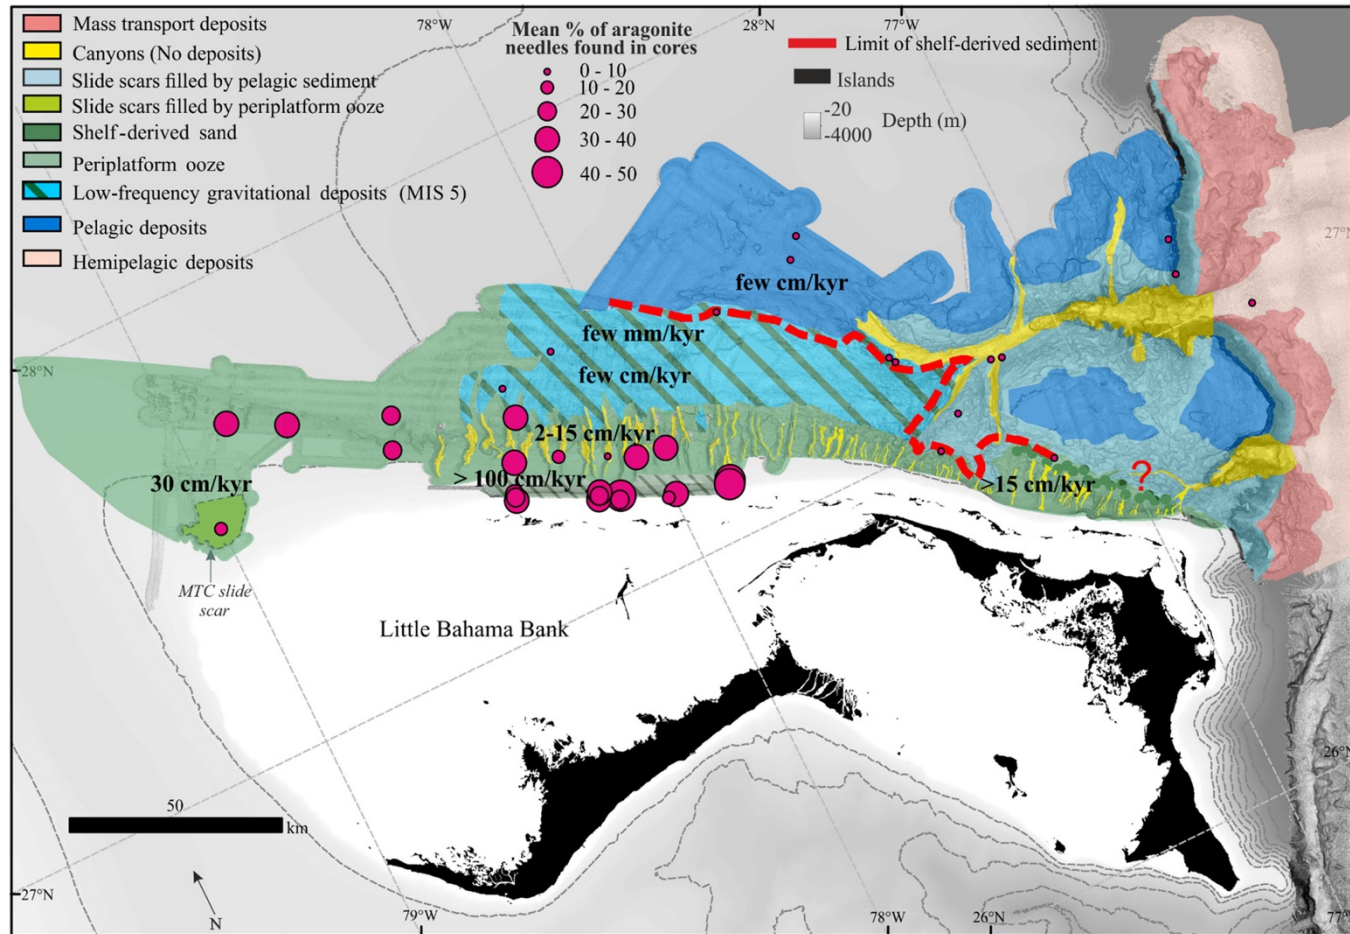 78°W
78°N
77°W
Mass transport deposits
Canyons (No deposits)
Slide scars filled by pelagic sediment
Slide scars filled by periplatform ooze
Shelf-derived sand
Periplatform ooze
Low-frequency gravitational deposits (MIS 5)
Pelagic deposits
Hemipelagic deposits
Mean % of aragonite
needles found in cores
0 - 10
10 - 20
20 - 30
30 - 40
40 - 50
Limit of shelf-derived sediment
Islands
-20
-4000
Depth (m)
27°N
few cm/kyr
few mm/kyr
few cm/kyr
28°N
2-15 cm/kyr
30 cm/kyr
> 100 cm/kyr
>15 cm/kyr
?
MTC slide
scar
Little Bahama Bank
26°N
50
km
27°N
N
79°W
78°W
26°N
77°W